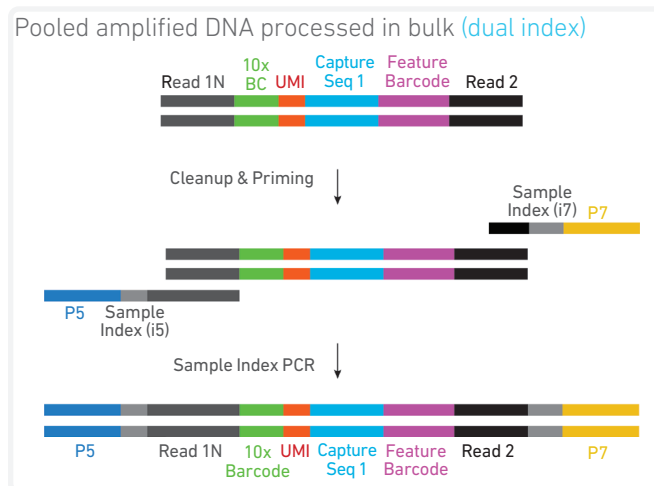 Pooled amplified DNA processed in bulk (dual index)
Read 1N
10x
BC
UMI
Capture
Seq 1
Feature
Barcode
Read 2
Cleanup & Priming
Sample
Index (i7)
P7
P5
Sample
Index (i5)
Sample Index PCR
P5
Read 1N
10x
Barcode
UMI
Capture
Seq 1
Feature
Barcode
Read 2
P7